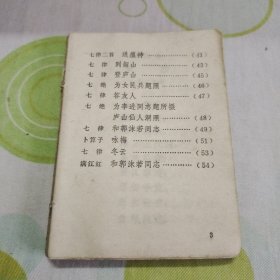 七律二首 送瘟神 ……………（41）
七 律 到韶山 ……………（43）
七 律 登庐山 ……………（45）
七 绝 为女民兵题照 ………（46）
七 律 答友人 ……………（47）
七 绝 为李进同志题所摄
庐山仙人洞照 ………（48）
七 律 和郭沫若同志 ………（49）
卜算子 咏梅 ………………（51）
七 律 冬云 ………………（53）
满江红 和郭沫若同志 ………（54）
3